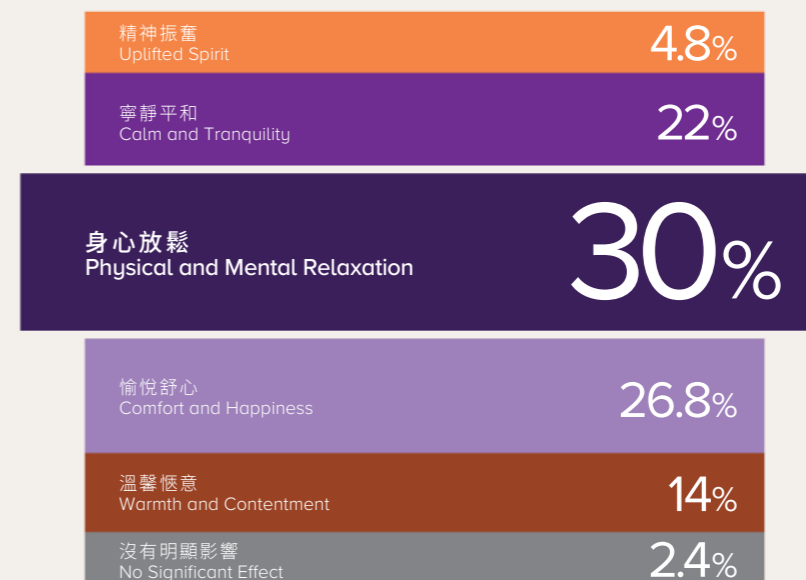 精神振奮
Uplifted Spirit
4.8%
寧靜平和
Calm and Tranquility
22%
身心放鬆
Physical and Mental Relaxation
30%
愉悅舒心
Comfort and Happiness
26.8%
溫馨愜意
Warmth and Contentment
14%
沒有明顯影響
No Significant Effect
2.4%